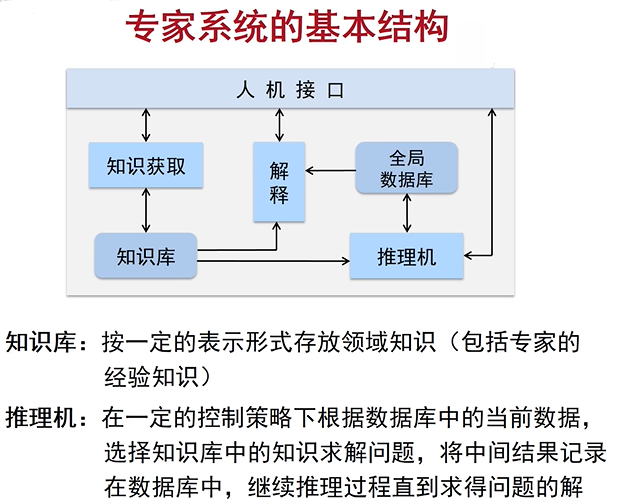 专家系统的基本结构
人机接口
知识获取
解
释
全局
数据库
知识库
推理机
知识库：按一定的表示形式存放领域知识（包括专家的
经验知识）
推理机：在一定的控制策略下根据数据库中的当前数据，
选择知识库中的知识求解问题，将中间结果记录
在数据库中，继续推理过程直到求得问题的解